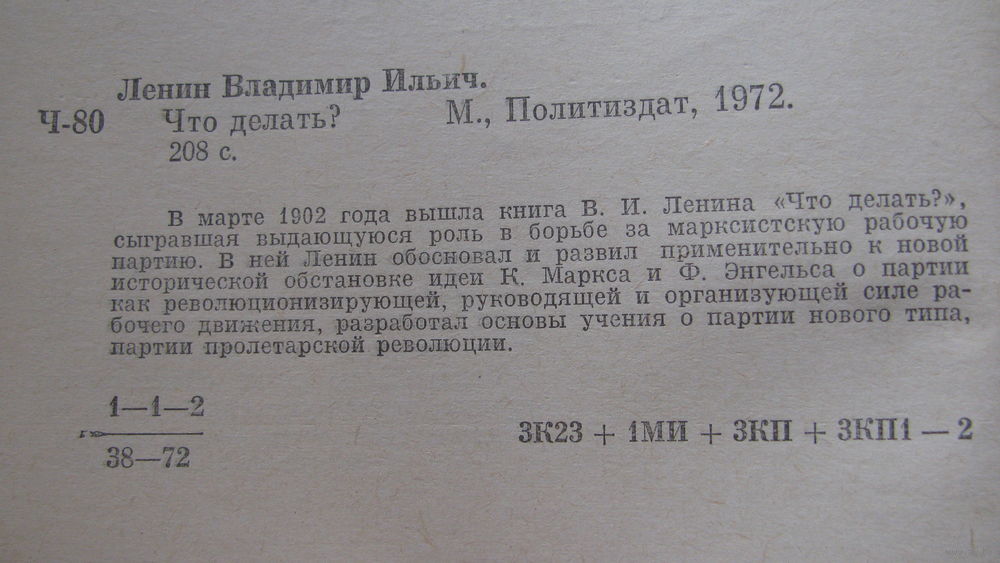 Ленин Владимир Ильич.
Ч-80 Что делать? М., Политиздат, 1972.
208 с.
В марте 1902 года вышла книга В. И. Ленина «Что делать?»,
сыгравшая выдающуюся роль в борьбе за марксистскую рабочую
партию. В ней Ленин обосновал и развил применительно к новой
исторической обстановке идеи К. Маркса и Ф. Энгельса о партии
как революционизирующей, руководящей и организующей силе ра-
бочего движения, разработал основы учения о партии нового типа,
партии пролетарской революции.
1—1—2
38—72
3К23 + 1МИ + 3КП + 3КП1 — 2